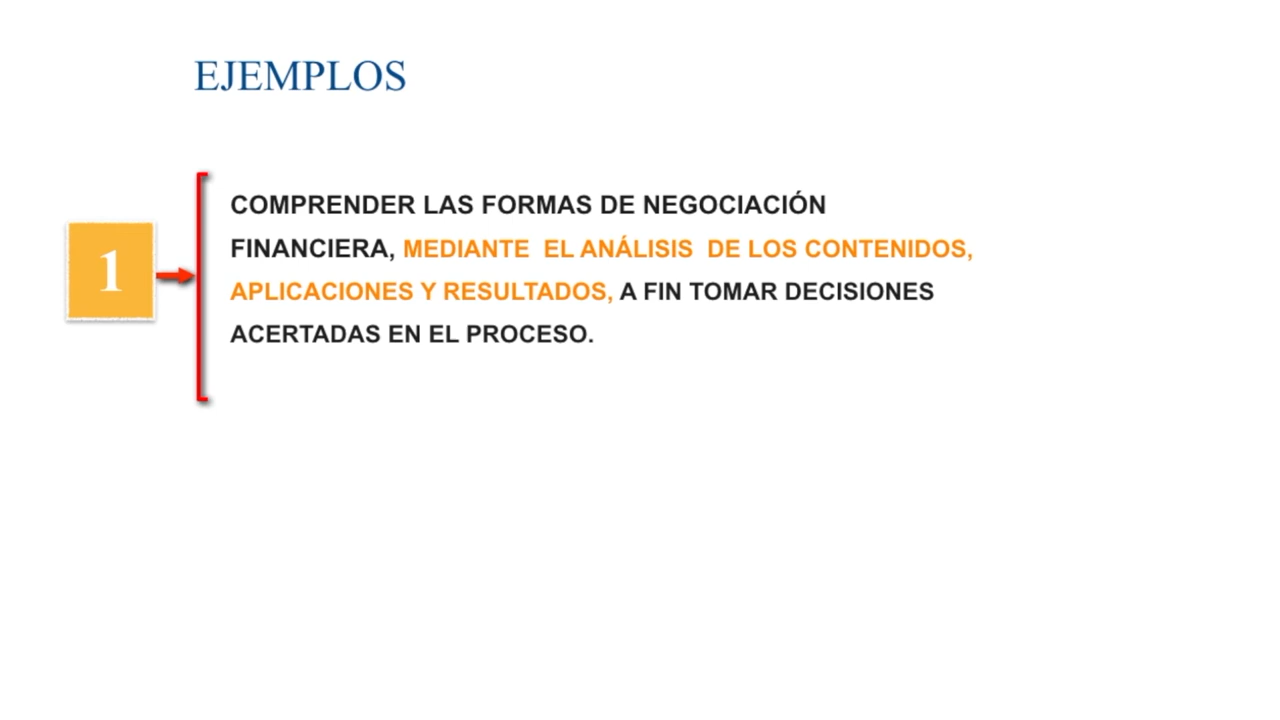 EJEMPLOS
1
COMPRENDER LAS FORMAS DE NEGOCIACIÓN
FINANCIERA, MEDIANTE EL ANÁLISIS DE LOS CONTENIDOS,
APLICACIONES Y RESULTADOS, A FIN TOMAR DECISIONES
ACERTADAS EN EL PROCESO.